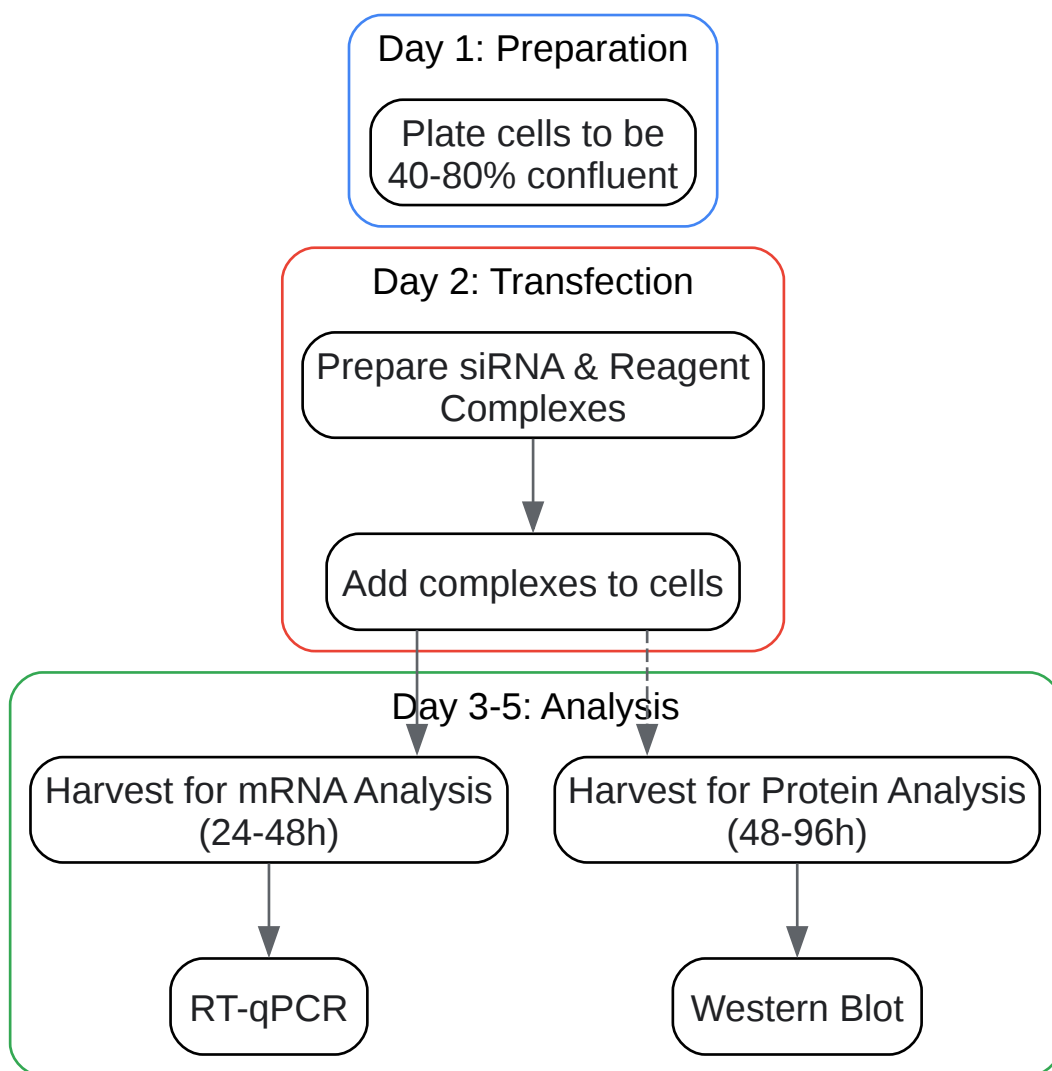 Day 1: Preparation
Plate cells to be
40-80% confluent
Day 2: Transfection
Prepare siRNA & Reagent
Complexes
Add complexes to cells
Day 3-5: Analysis
Harvest for mRNA Analysis
(24-48h)
Harvest for Protein Analysis
(48-96h)
RT-qPCR
Western Blot